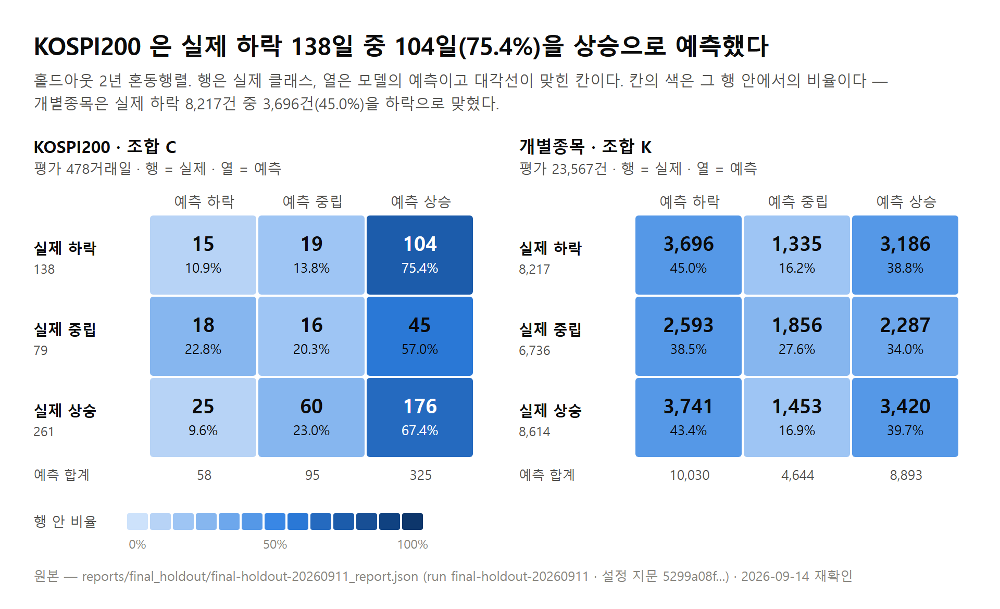 KOSPI200 은 실제 하락 138일 중 104일(75.4%)을 상승으로 예측했다
홀드아웃 2년 혼동행렬. 행은 실제 클래스, 열은 모델의 예측이고 대각선이 맞힌 칸이다. 칸의 색은 그 행 안에서의 비율이다 —
개별종목은 실제 하락 8,217건 중 3,696건(45.0%)을 하락으로 맞혔다.
KOSPI200 · 조합 C
평가 478거래일 · 행 = 실제 · 열 = 예측
예측 하락 예측 중립 예측 상승
실제 하락
138
15 19 104
10.9% 13.8% 75.4%
실제 중립
79
18 16 45
22.8% 20.3% 57.0%
실제 상승
261
25 60 176
9.6% 23.0% 67.4%
예측 합계 58 95 325
개별종목 · 조합 K
평가 23,567건 · 행 = 실제 · 열 = 예측
예측 하락 예측 중립 예측 상승
실제 하락
8,217
3,696 1,335 3,186
45.0% 16.2% 38.8%
실제 중립
6,736
2,593 1,856 2,287
38.5% 27.6% 34.0%
실제 상승
8,614
3,741 1,453 3,420
43.4% 16.9% 39.7%
예측 합계 10,030 4,644 8,893
행 안 비율
0% 50% 100%
원본 — reports/final_holdout/final-holdout-20260911_report.json (run final-holdout-20260911 · 설정 지문 5299a08f…) · 2026-09-14 재확인